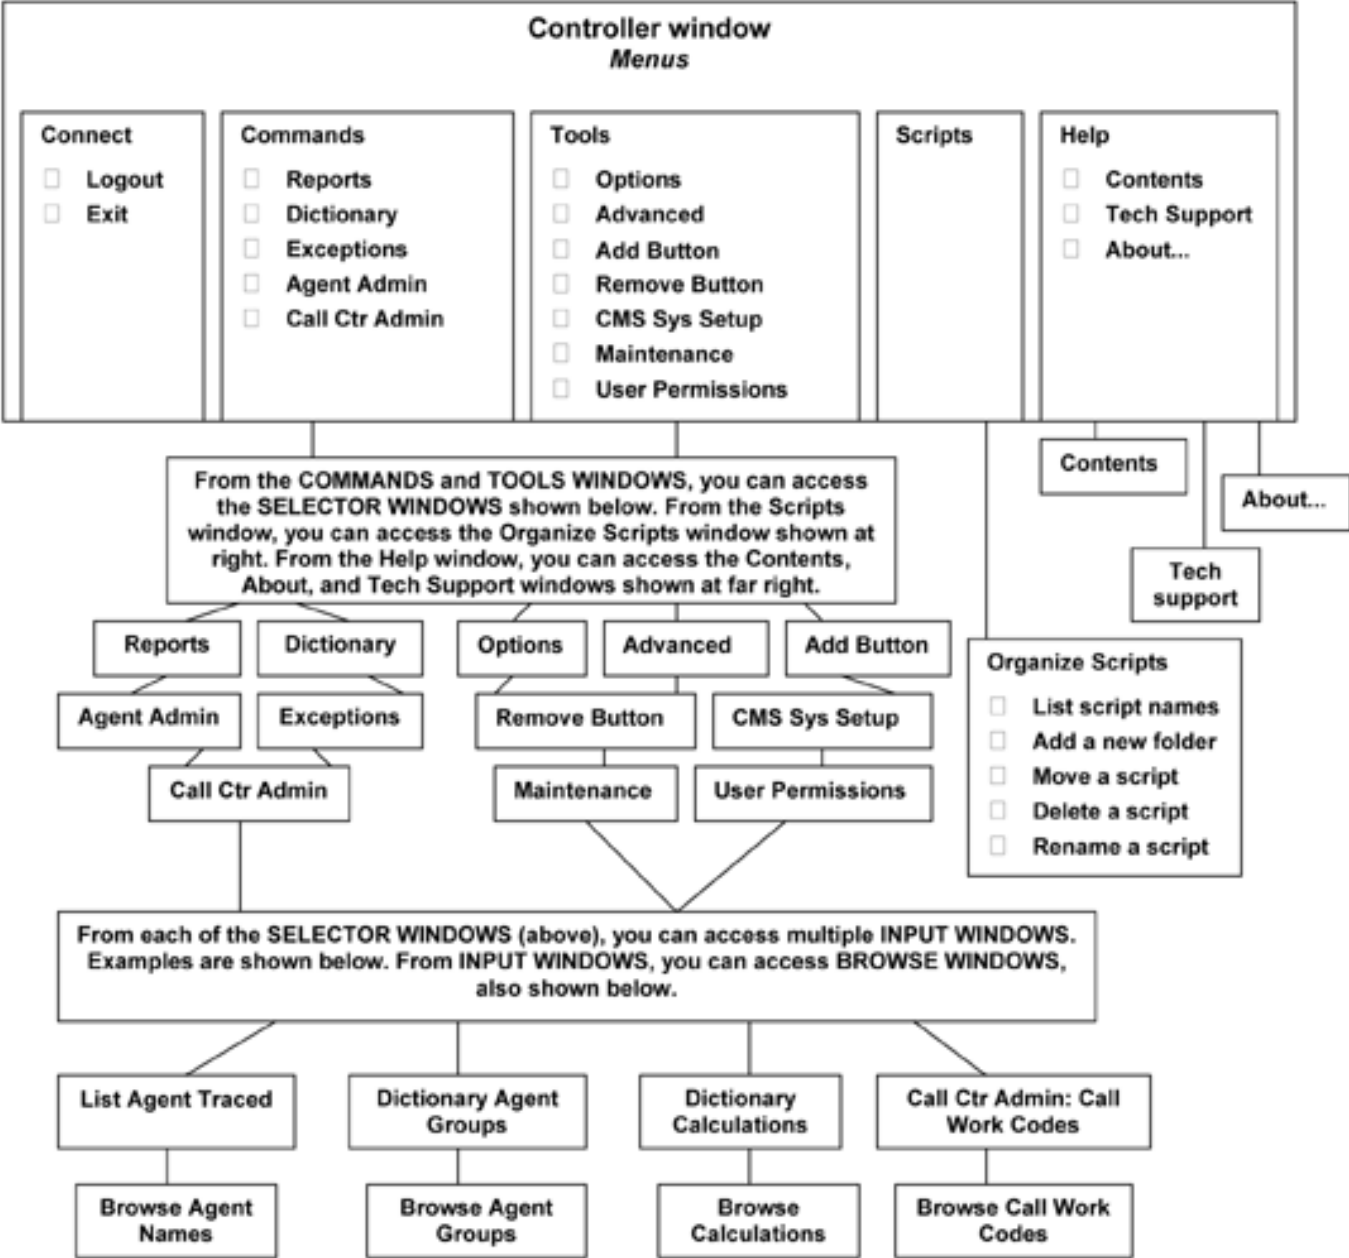 Controller window
Menus
Connect
Logout
Exit
Commands
Reports
Dictionary
Exceptions
Agent Admin
Call Ctr Admin
Tools
Options
Advanced
Add Button
Remove Button
CMS Sys Setup
Maintenance
User Permissions
Scripts
Help
Contents
Tech Support
About...
From the COMMANDS and TOOLS WINDOWS, you can access
the SELECTOR WINDOWS shown below. From the Scripts
window, you can access the Organize Scripts window shown at
right. From the Help window, you can access the Contents,
About, and Tech Support windows shown at far right.
Contents
About...
Tech
support
Reports
Dictionary
Options
Advanced
Add Button
Agent Admin
Exceptions
Remove Button
CMS Sys Setup
Call Ctr Admin
Maintenance
User Permissions
Organize Scripts
List script names
Add a new folder
Move a script
Delete a script
Rename a script
From each of the SELECTOR WINDOWS (above), you can access multiple INPUT WINDOWS.
Examples are shown below. From INPUT WINDOWS, you can access BROWSE WINDOWS,
also shown below.
List Agent Traced
Dictionary Agent
Groups
Dictionary
Calculations
Call Ctr Admin: Call
Work Codes
Browse Agent
Names
Browse Agent
Groups
Browse
Calculations
Browse Call Work
Codes